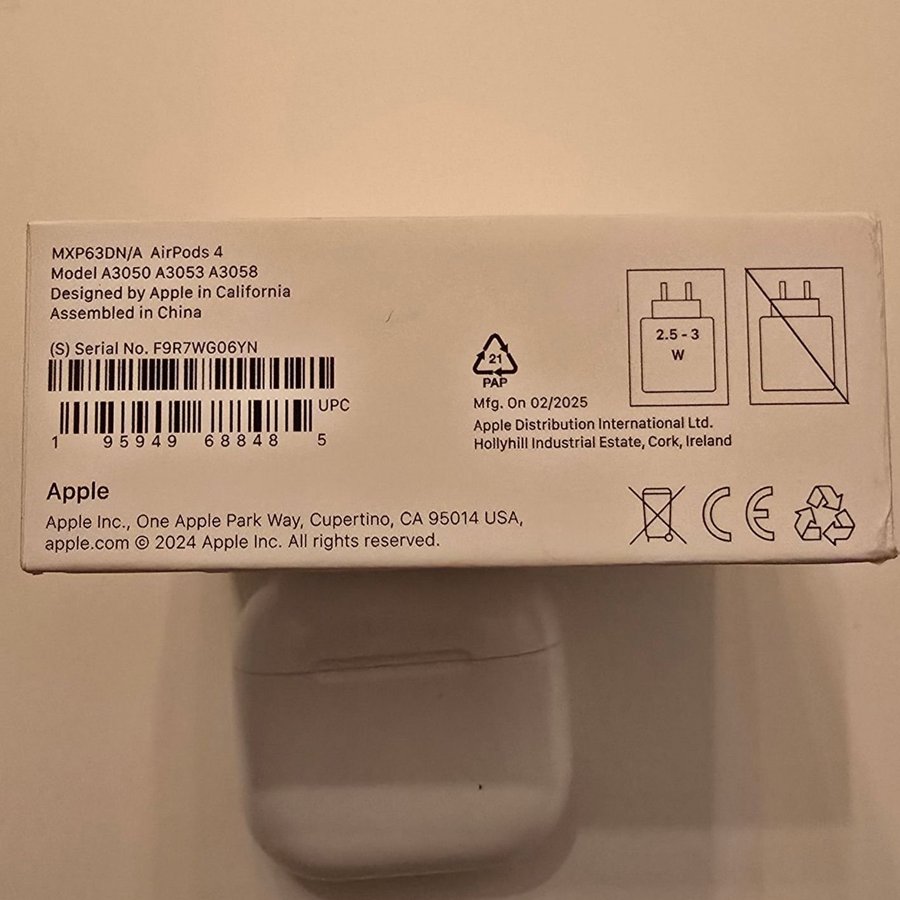 MXP63DN/A AirPods 4
Model A3050 A3053 A3058
Designed by Apple in California
Assembled in China
(S) Serial No. F9R7WG06YN
UPC
1 95949 68848 5
Apple
Apple Inc., One Apple Park Way, Cupertino, CA 95014 USA,
apple.com © 2024 Apple Inc. All rights reserved.
21
PAP
Mfg. On 02/2025
Apple Distribution International Ltd.
Hollyhill Industrial Estate, Cork, Ireland
2.5 - 3
W
CE